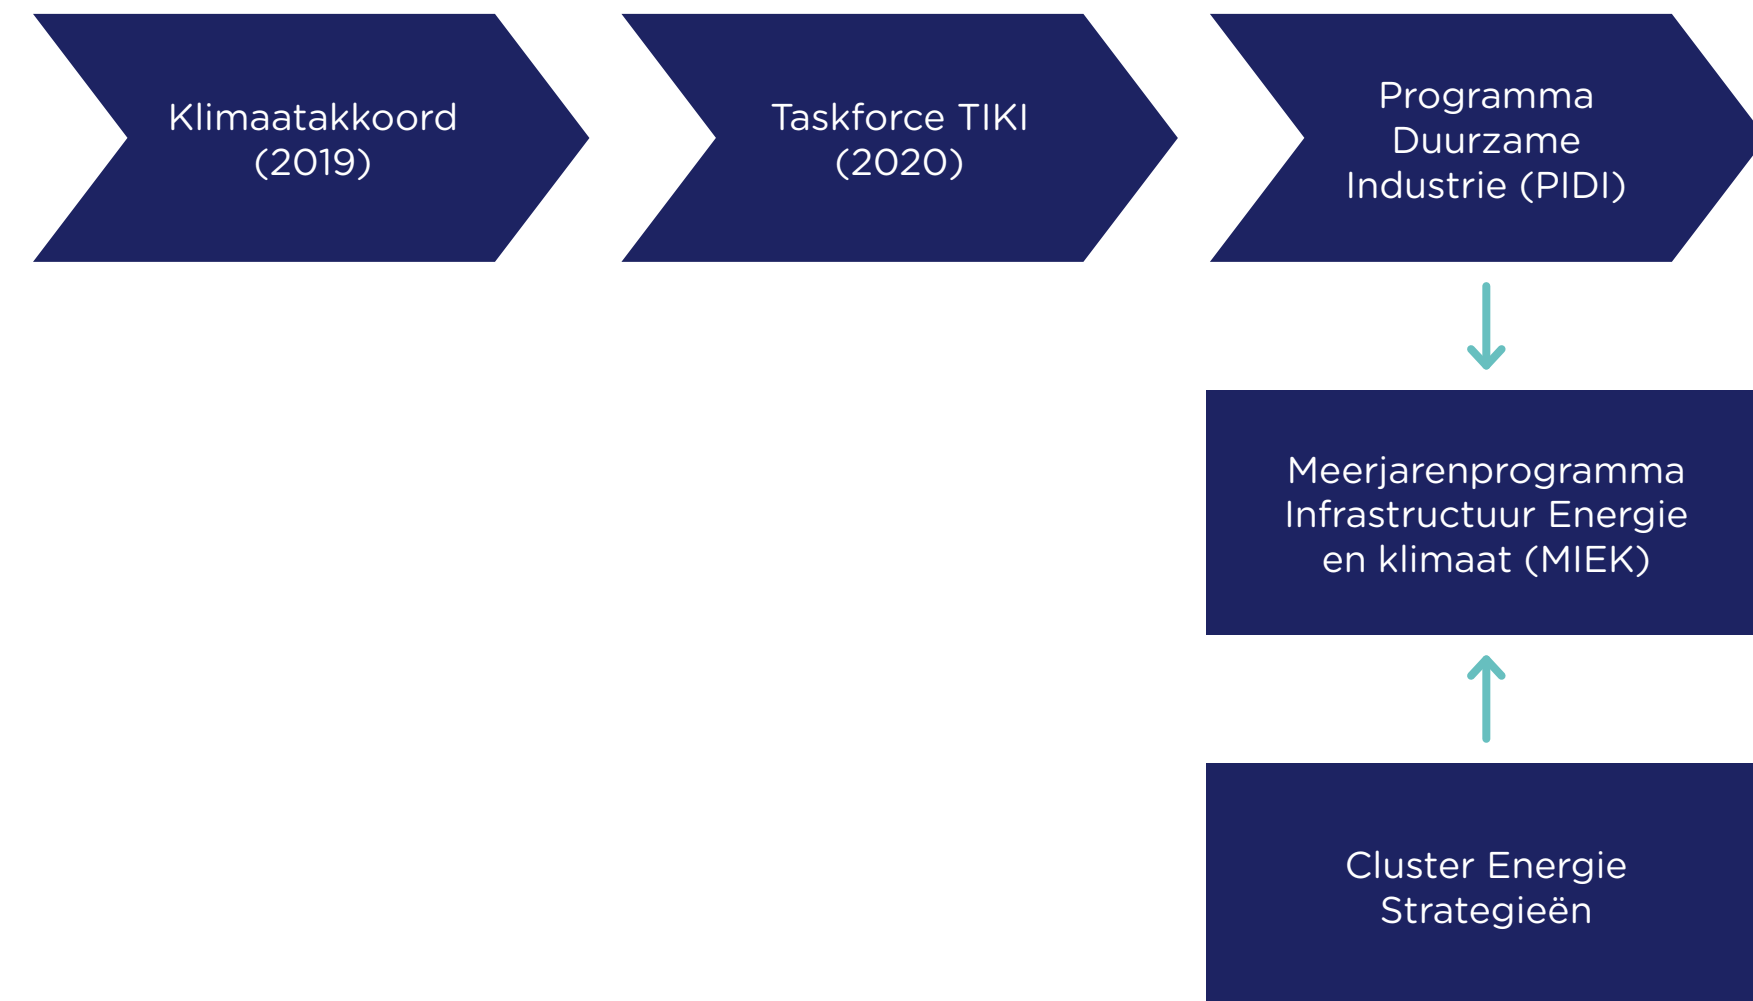 Klimaatakkoord
(2019)
Taskforce TIKI
(2020)
Programma
Duurzame
Industrie (PIDI)
Meerjarenprogramma
Infrastructuur Energie
en klimaat (MIEK)
Cluster Energie
Strategieën